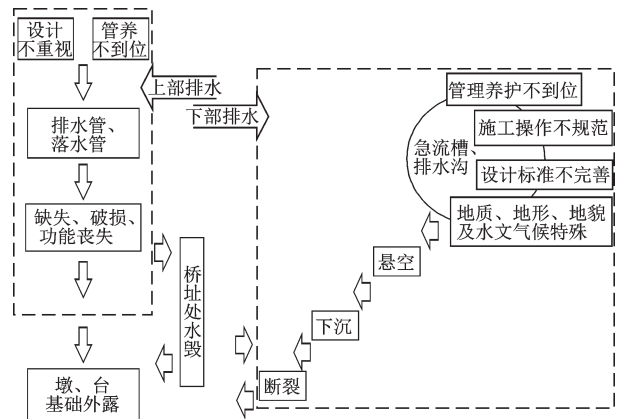 设计
不重视
管养
不到位
上部排水
下部排水
排水管、
落水管
缺失、破损、
功能丧失
桥址处水毁
墩、台
基础外露
管理养护不到位
施工操作不规范
急流槽、
排水沟
设计标准不完善
地质、地形、地貌
及水文气候特殊
悬空
下沉
断裂